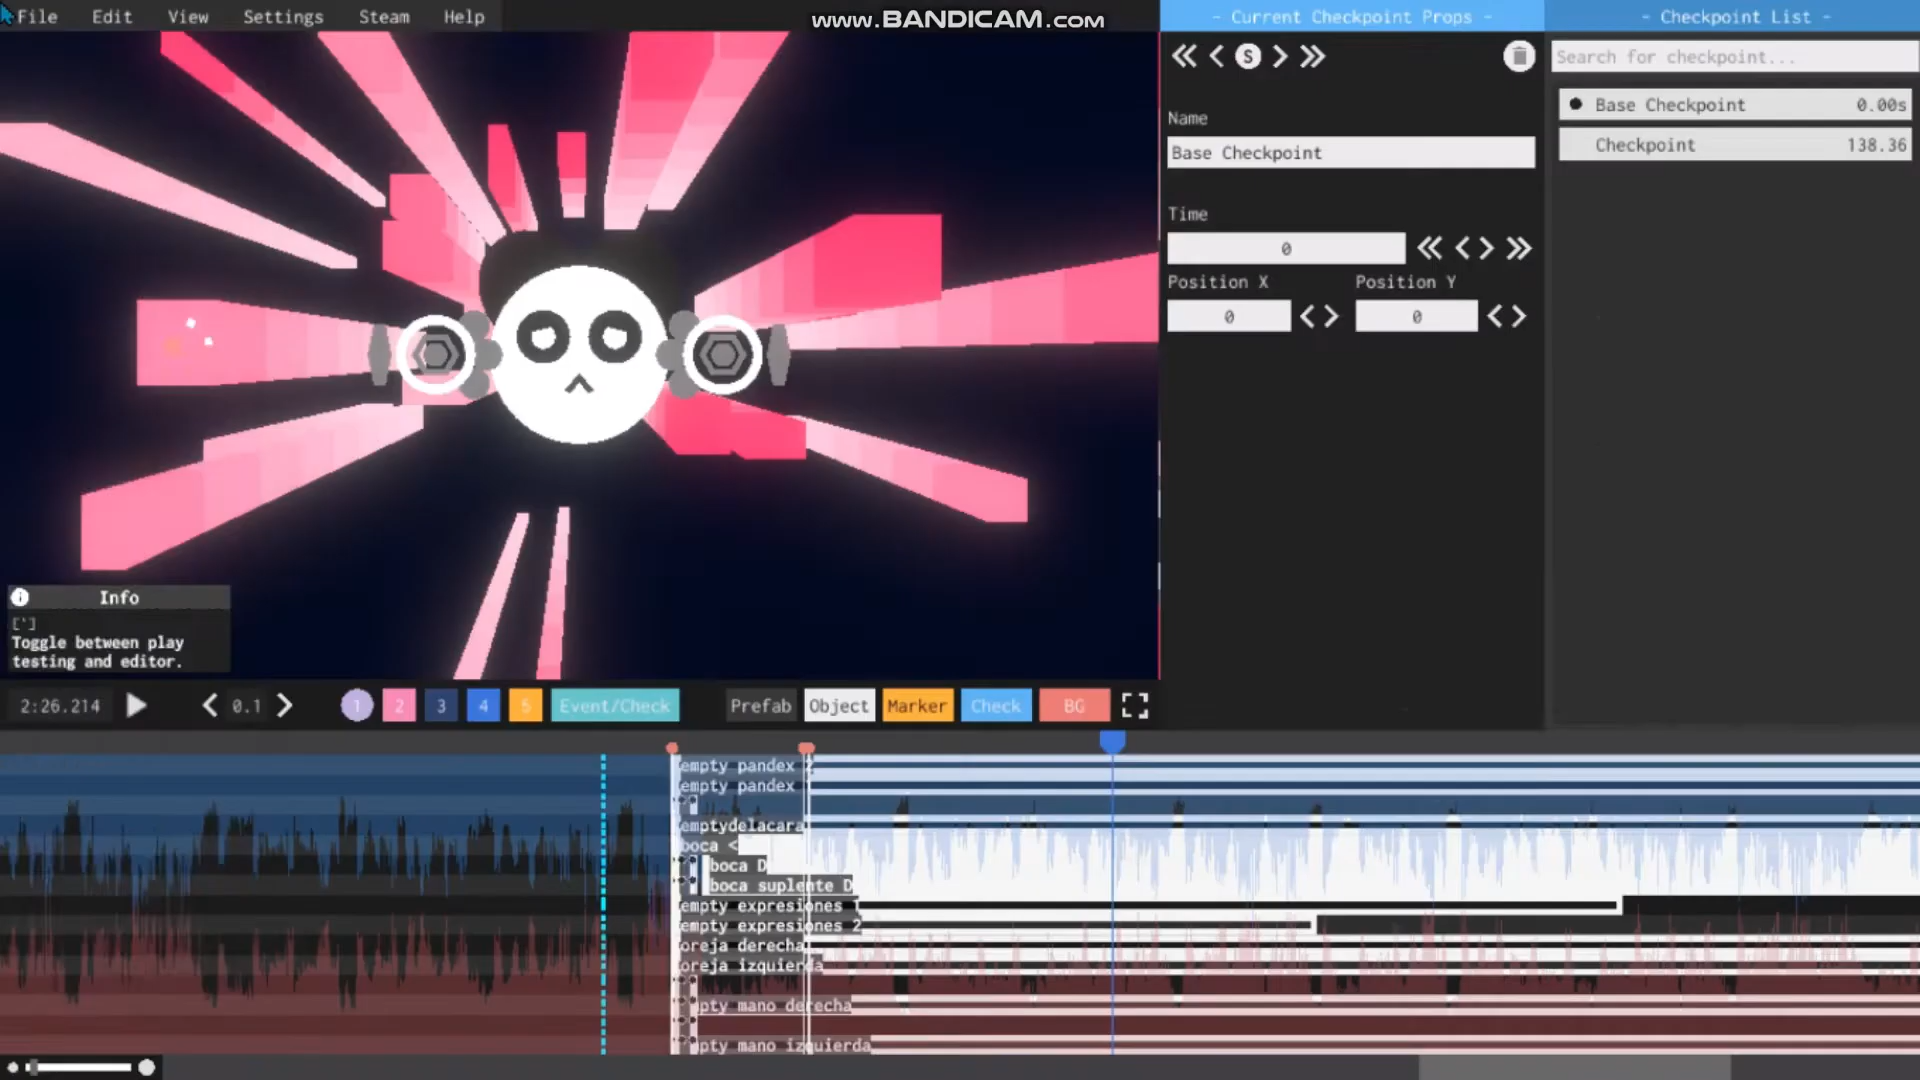 File Edit View Settings Steam Help
www.BANDICAM.com
- Current Checkpoint Props -
- Checkpoint List -
S
Search for checkpoint...
Base Checkpoint 0.00s
Checkpoint 138.36
Name
Base Checkpoint
Time
0
Position X Position Y
0 0
Info
[`]
Toggle between play
testing and editor.
2:26.214 0.1 1 2 3 4 5 Event/Check Prefab Object Marker Check BG
empty pandex 2
empty pandex
emptydelacara
boca <
boca D
boca suplente D
empty expresiones
empty expresiones 2
oreja derecha
oreja izquierda
pty mano derecha
pty mano izquierda